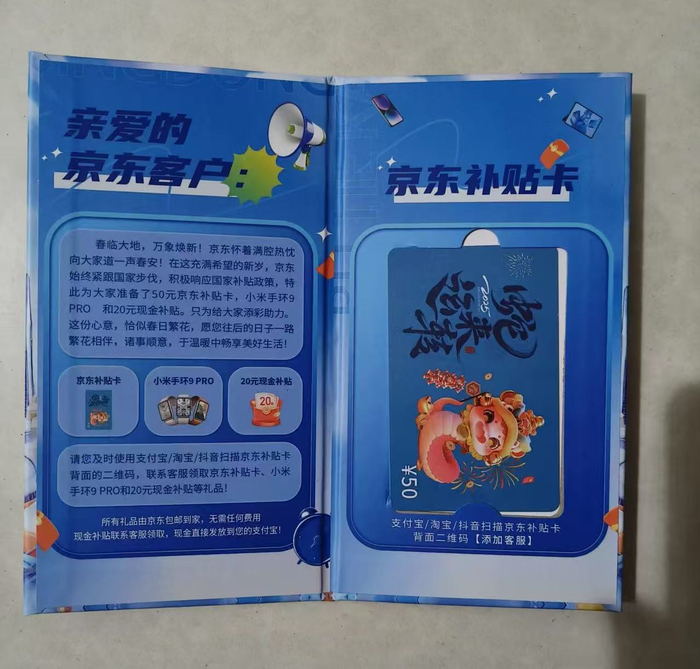 亲爱的
京东客户：
春临大地，万象焕新！京东怀着满腔热忱
向大家道一声春安！在这充满希望的新岁，京东
始终紧跟国家步伐，积极响应国家补贴政策，特
此为大家准备了50元京东补贴卡，小米手环9
PRO 和20元现金补贴。只为给大家添彩助力。
这份心意，恰似春日繁花，愿您往后的日子一路
繁花相伴，诸事顺意，于温暖中畅享美好生活！
京东补贴卡
小米手环9 PRO
20元现金补贴
20
请您及时使用支付宝/淘宝/抖音扫描京东补贴卡
背面的二维码，联系客服领取京东补贴卡、小米
手环9 PRO和20元现金补贴等礼品！
所有礼品由京东包邮到家，无需任何费用
现金补贴联系客服领取，现金直接发放到您的支付宝！
京东补贴卡
2025
蛇来运转
¥50
支付宝/淘宝/抖音扫描京东补贴卡
背面二维码【添加客服】